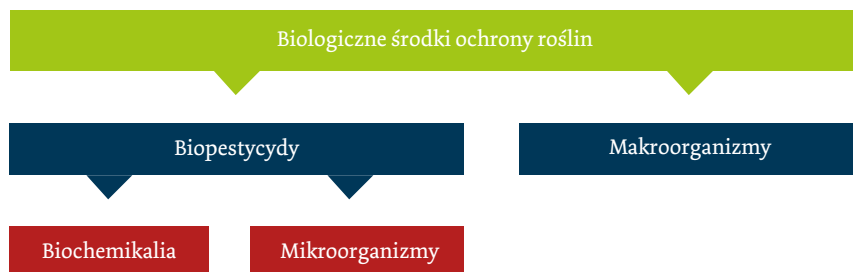 Biologiczne środki ochrony roślin
Biopestycydy
Makroorganizmy
Biochemikalia
Mikroorganizmy